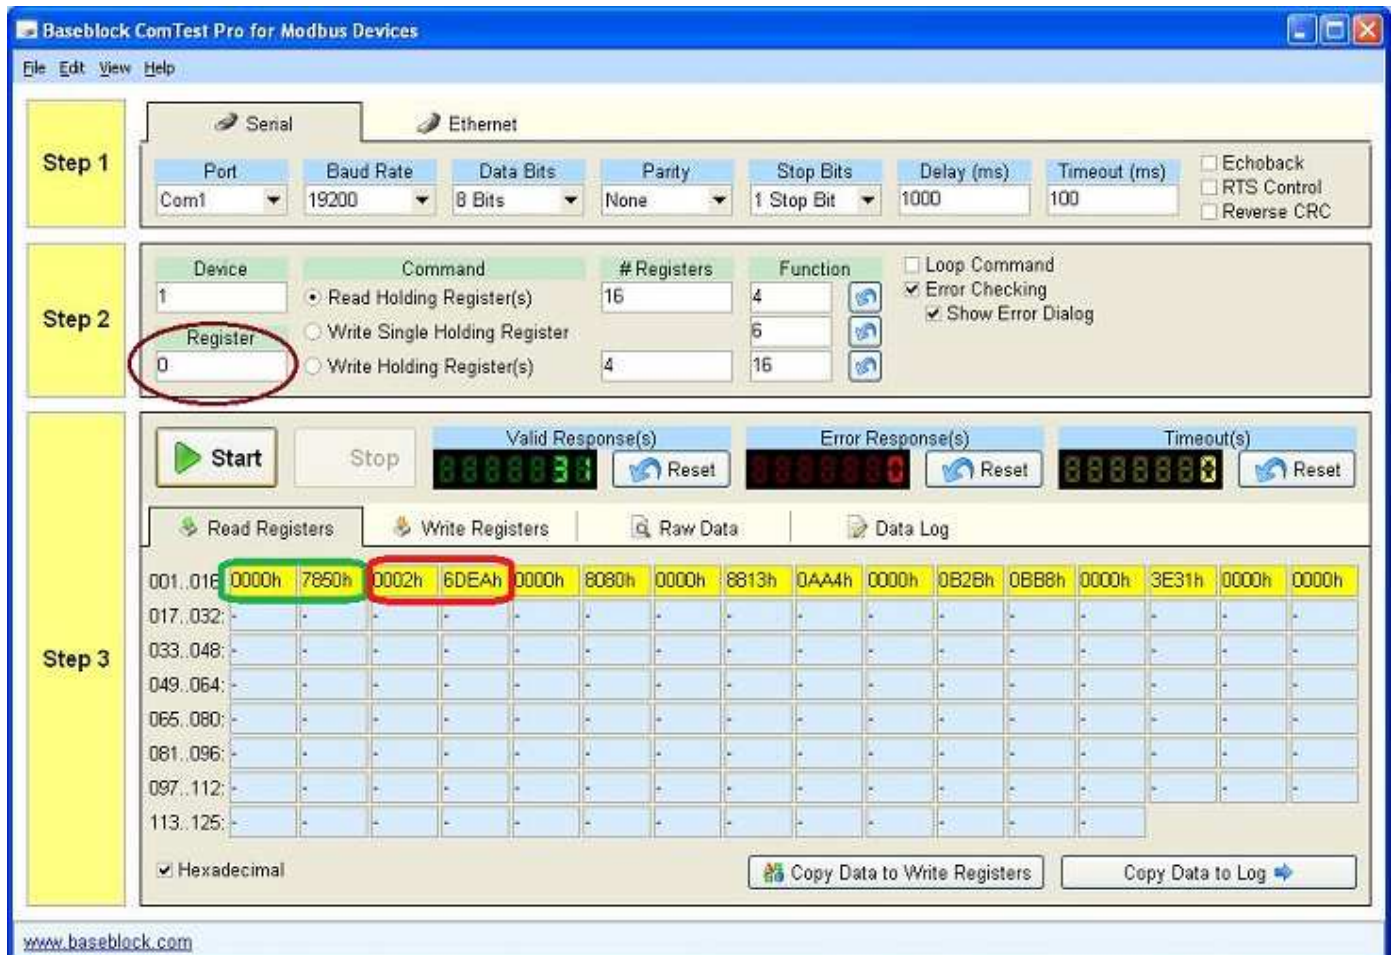 Baseblock ComTest Pro for Modbus Devices
File Edit View Help
Step 1
Serial Ethernet
Port Baud Rate Data Bits Parity Stop Bits Delay (ms) Timeout (ms)
Com1 19200 8 Bits None 1 Stop Bit 1000 100
Echoback
RTS Control
Reverse CRC
Step 2
Device Command # Registers Function
1 Read Holding Register(s) 16 4
Register Write Single Holding Register 6
0 Write Holding Register(s) 4 16
Loop Command
Error Checking
Show Error Dialog
Step 3
Start Stop
Valid Response(s) Error Response(s) Timeout(s)
31 Reset 0 Reset 0 Reset
Read Registers Write Registers Raw Data Data Log
001..016 0000h 7850h 0002h 6DEAh 0000h 8080h 0000h 8813h 0AA4h 0000h 0B2Bh 0BB8h 0000h 3E31h 0000h 0000h
017..032: - - - - - - - - - - - - - - - -
033..048: - - - - - - - - - - - - - - - -
049..064: - - - - - - - - - - - - - - - -
065..080: - - - - - - - - - - - - - - - -
081..096: - - - - - - - - - - - - - - - -
097..112: - - - - - - - - - - - - - - - -
113..125: - - - - - - - - - - - - -
Hexadecimal Copy Data to Write Registers Copy Data to Log
www.baseblock.com